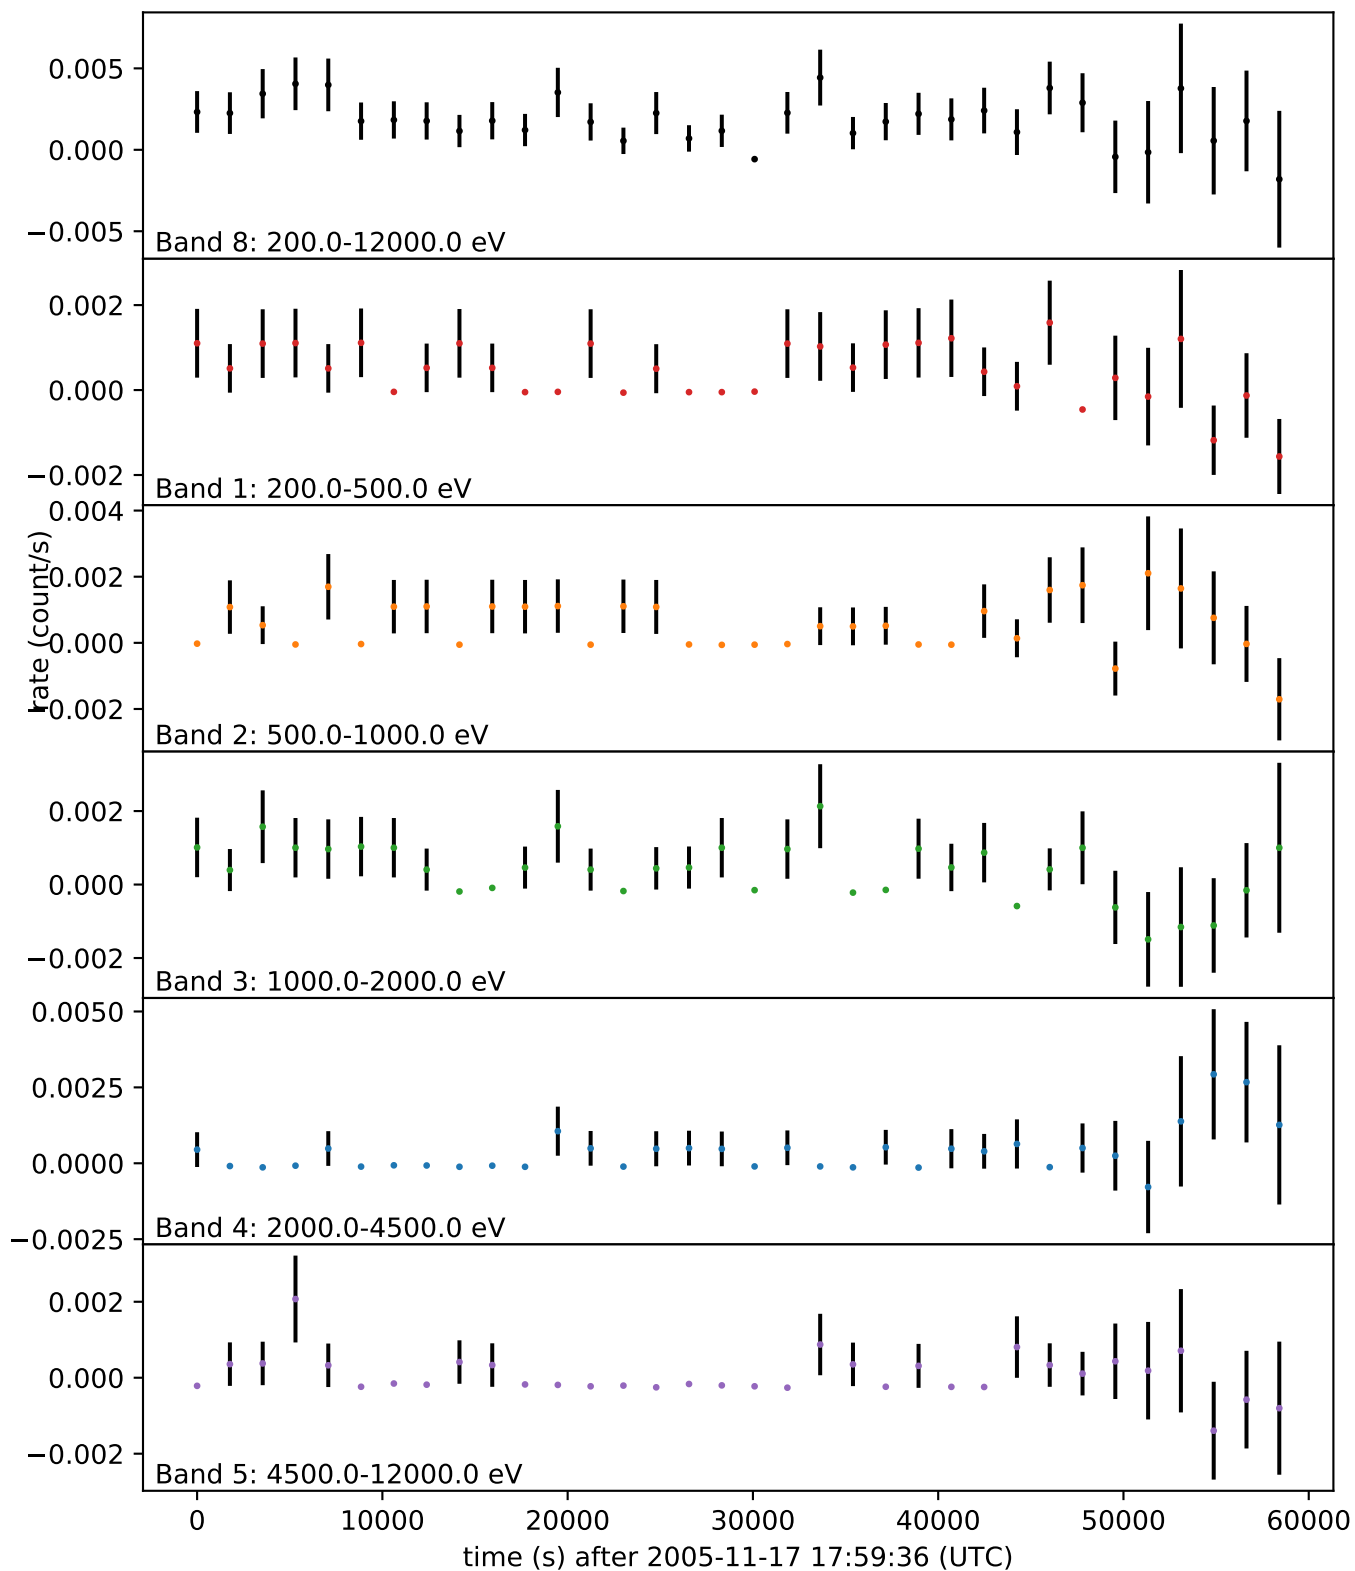 0.005
0.000
−0.005
Band 8: 200.0-12000.0 eV
0.002
0.000
−0.002
Band 1: 200.0-500.0 eV
rate (count/s)
0.004
0.002
0.000
−0.002
Band 2: 500.0-1000.0 eV
0.002
0.000
−0.002
Band 3: 1000.0-2000.0 eV
0.0050
0.0025
0.0000
−0.0025
Band 4: 2000.0-4500.0 eV
0.002
0.000
−0.002
Band 5: 4500.0-12000.0 eV
0 10000 20000 30000 40000 50000 60000
time (s) after 2005-11-17 17:59:36 (UTC)